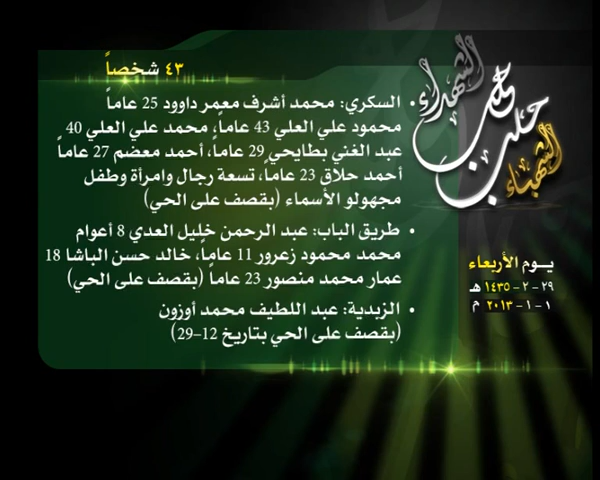 ٤٣ شخصاً
حلب
الشهداء
حلب
الشهباء
• السكري: محمد أشرف معمر داوود 25 عاماً
محمود علي العلي 43 عاماً، محمد علي العلي 40
عبد الغني بطايحي 29 عاماً، أحمد معضم 27 عاماً
أحمد حلاق 23 عاماً، تسعة رجال وامرأة وطفل
مجهولو الأسماء (بقصف على الحي)
• طريق الباب: عبد الرحمن خليل العدي 8 أعوام
محمد محمود زعرور 11 عاماً، خالد حسن الباشا 18
عمار محمد منصور 23 عاماً (بقصف على الحي)
• الزبدية: عبد اللطيف محمد أوزون
(بقصف على الحي بتاريخ 12-29)
يوم الأربعاء
٢٩ - ٢ - ١٤٣٥ هـ
١ - ١ - ٢٠١٣ م